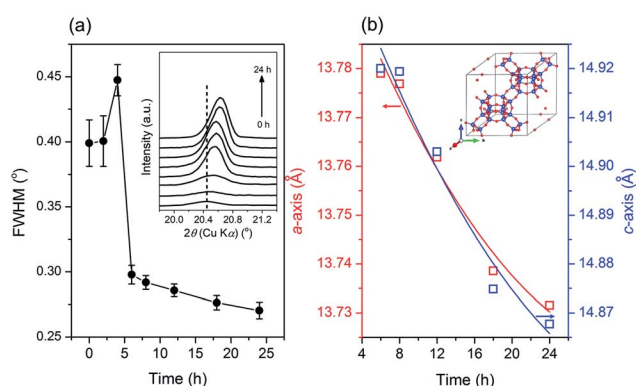 (a)
FWHM (°)
0.45
0.40
0.35
0.30
0.25
0 5 10 15 20 25
Time (h)
Intensity (a.u.)
24 h
0 h
20.0 20.4 20.8 21.2
2θ (Cu Kα) (°)
(b)
a-axis (Å)
13.78
13.77
13.76
13.75
13.74
13.73
4 6 8 12 16 20 24
Time (h)
14.92
14.91
14.90
14.89
14.88
14.87
c-axis (Å)